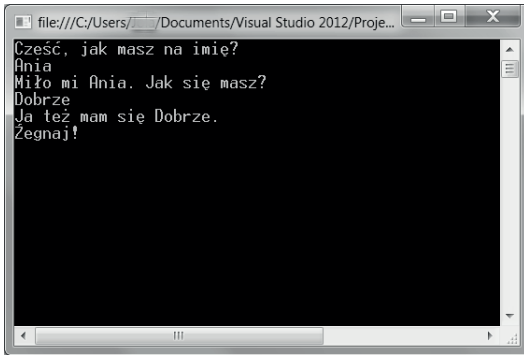 file:///C:/Users/ /Documents/Visual Studio 2012/Proje...
Cześć, jak masz na imię?
Ania
Miło mi Ania. Jak się masz?
Dobrze
Ja też mam się Dobrze.
Żegnaj!